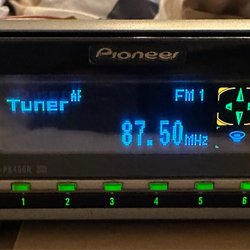 Pioneer
Tuner AF FM 1
87.50 MHz
1 2 3 4 5 6